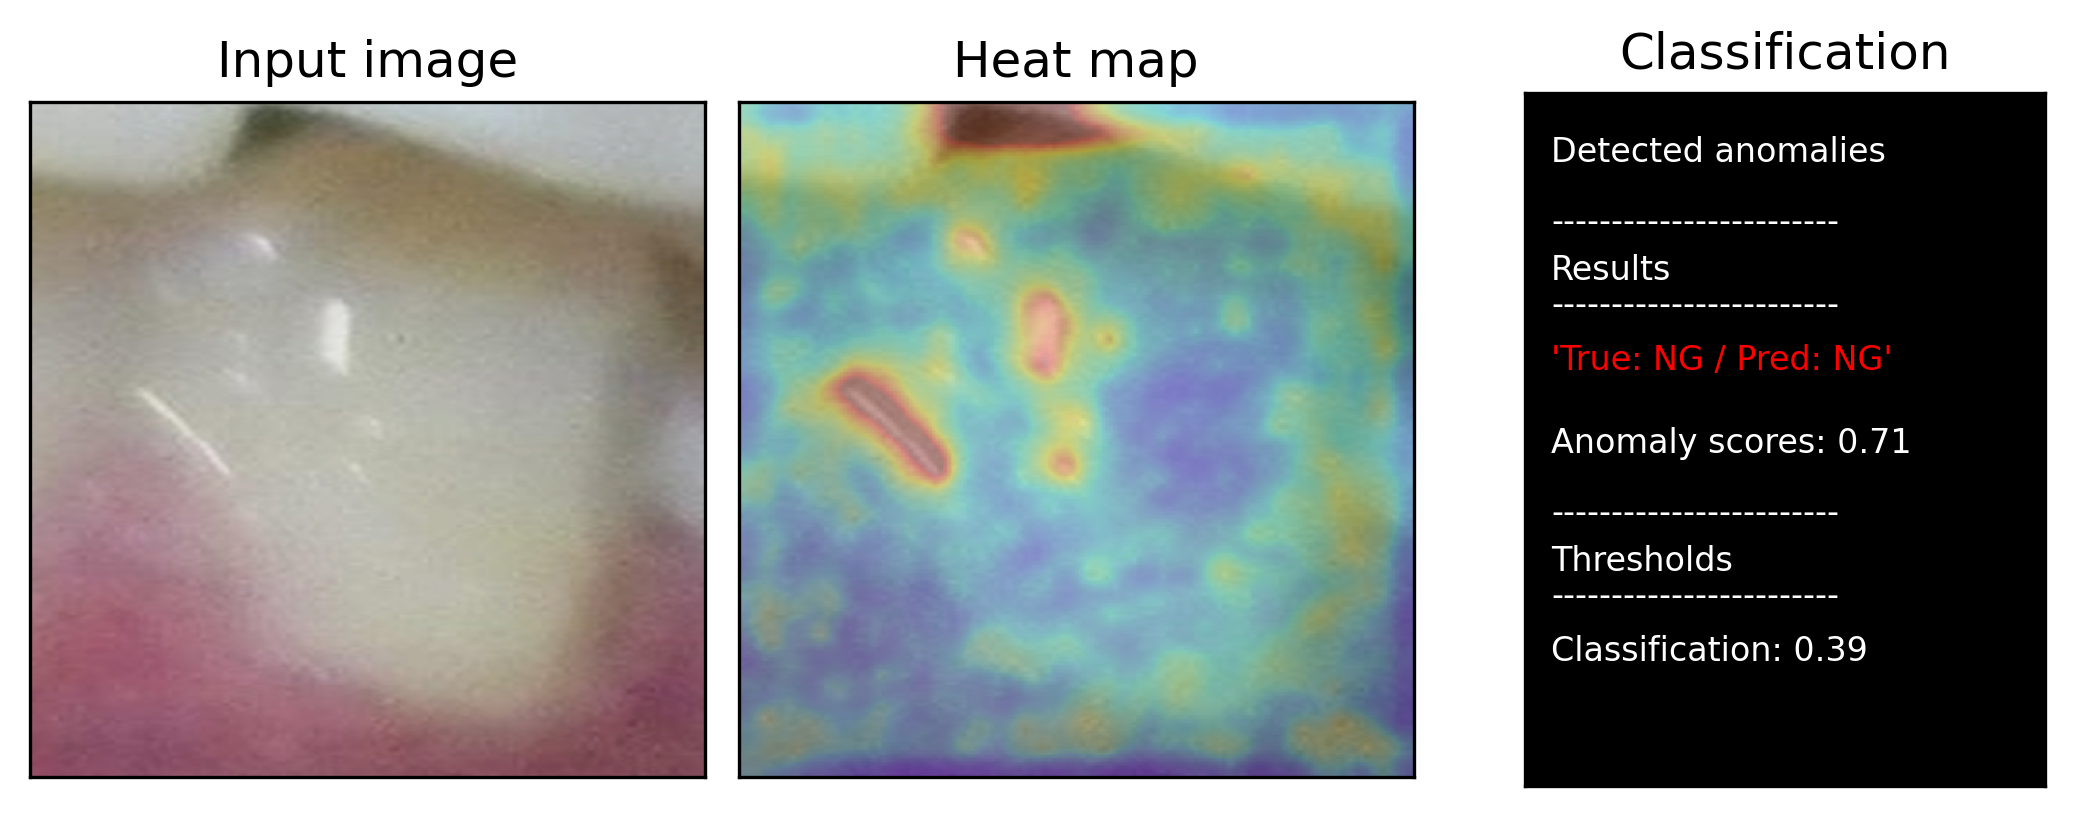 Input image
Heat map
Classification
Detected anomalies
------------------------
Results
------------------------
'True: NG / Pred: NG'
Anomaly scores: 0.71
------------------------
Thresholds
------------------------
Classification: 0.39